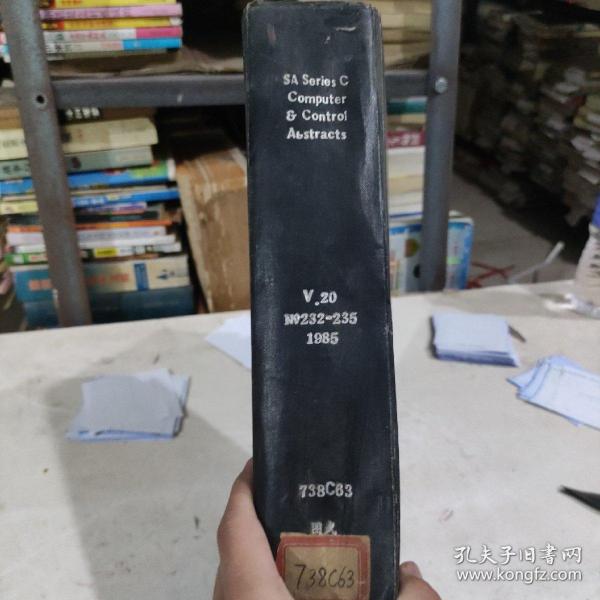 SA Series C
Computer
& Control
Abstracts
V.20
№232-235
1985
738C63
738C63
孔夫子旧书网
www.kongfz.com